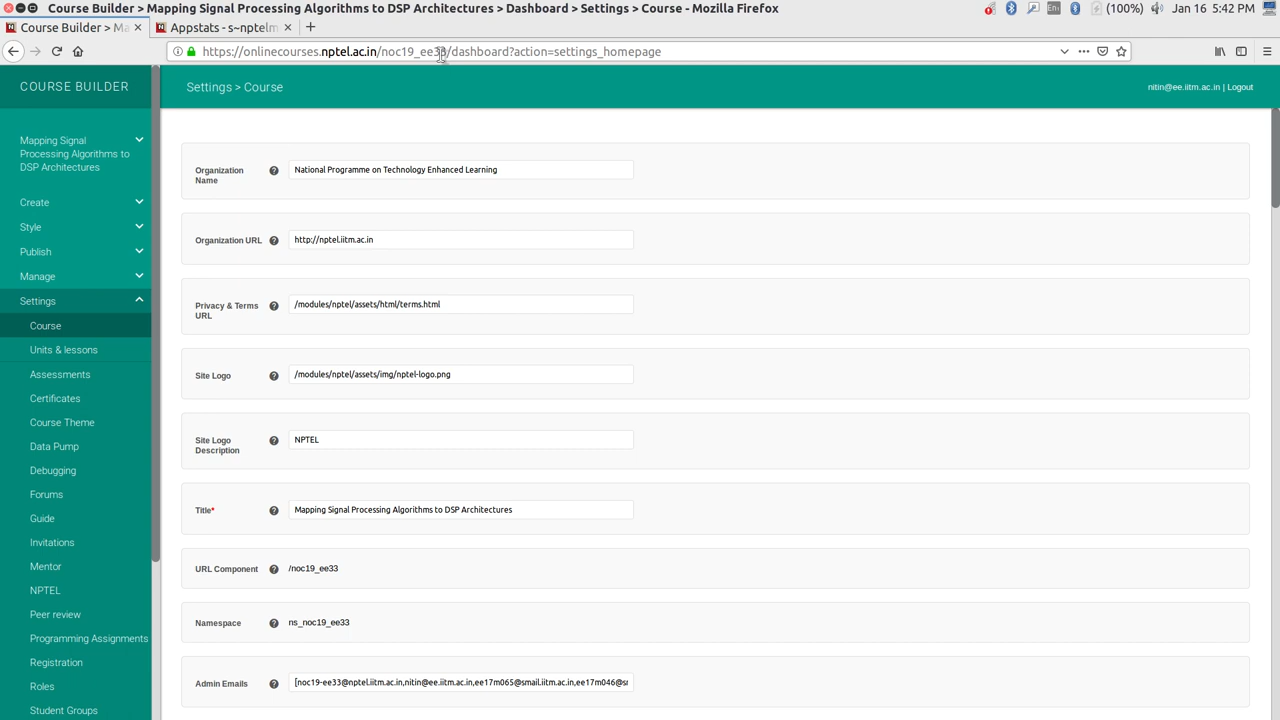 Course Builder > Mapping Signal Processing Algorithms to DSP Architectures > Dashboard > Settings > Course - Mozilla Firefox
En
(100%)
Jan 16 5:42 PM
Course Builder > Ma
Appstats - s~nptelm
https://onlinecourses.nptel.ac.in/noc19_ee33/dashboard?action=settings_homepage
COURSE BUILDER
Settings > Course
nitin@ee.iitm.ac.in | Logout
Mapping Signal
Processing Algorithms to
DSP Architectures
Create
Style
Publish
Manage
Settings
Course
Units & lessons
Assessments
Certificates
Course Theme
Data Pump
Debugging
Forums
Guide
Invitations
Mentor
NPTEL
Peer review
Programming Assignments
Registration
Roles
Student Groups
Organization
Name
National Programme on Technology Enhanced Learning
Organization URL
http://nptel.iitm.ac.in
Privacy & Terms
URL
/modules/nptel/assets/html/terms.html
Site Logo
/modules/nptel/assets/img/nptel-logo.png
Site Logo
Description
NPTEL
Title*
Mapping Signal Processing Algorithms to DSP Architectures
URL Component
/noc19_ee33
Namespace
ns_noc19_ee33
Admin Emails
[noc19-ee33@nptel.iitm.ac.in,nitin@ee.iitm.ac.in,ee17m065@smail.iitm.ac.in,ee17m046@sr